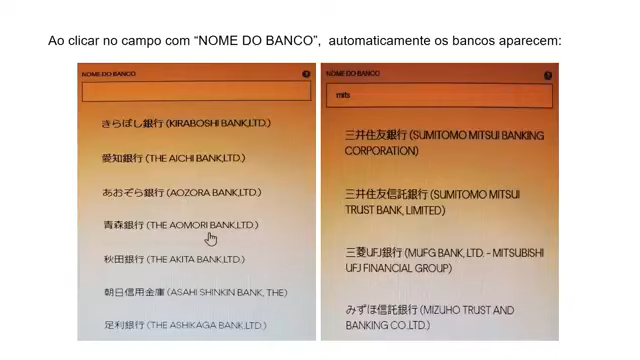 Ao clicar no campo com “NOME DO BANCO”, automaticamente os bancos aparecem:
NOME DO BANCO
?
きらぼし銀行 (KIRABOSHI BANK,LTD.)
愛知銀行 (THE AICHI BANK,LTD.)
あおぞら銀行 (AOZORA BANK,LTD.)
青森銀行 (THE AOMORI BANK,LTD.)
秋田銀行 (THE AKITA BANK,LTD.)
朝日信用金庫 (ASAHI SHINKIN BANK, THE)
足利銀行 (THE ASHIKAGA BANK,LTD.)
NOME DO BANCO
?
mits
三井住友銀行 (SUMITOMO MITSUI BANKING
CORPORATION)
三井住友信託銀行 (SUMITOMO MITSUI
TRUST BANK, LIMITED)
三菱UFJ銀行 (MUFG BANK, LTD. - MITSUBISHI
UFJ FINANCIAL GROUP)
みずほ信託銀行 (MIZUHO TRUST AND
BANKING CO.,LTD.)